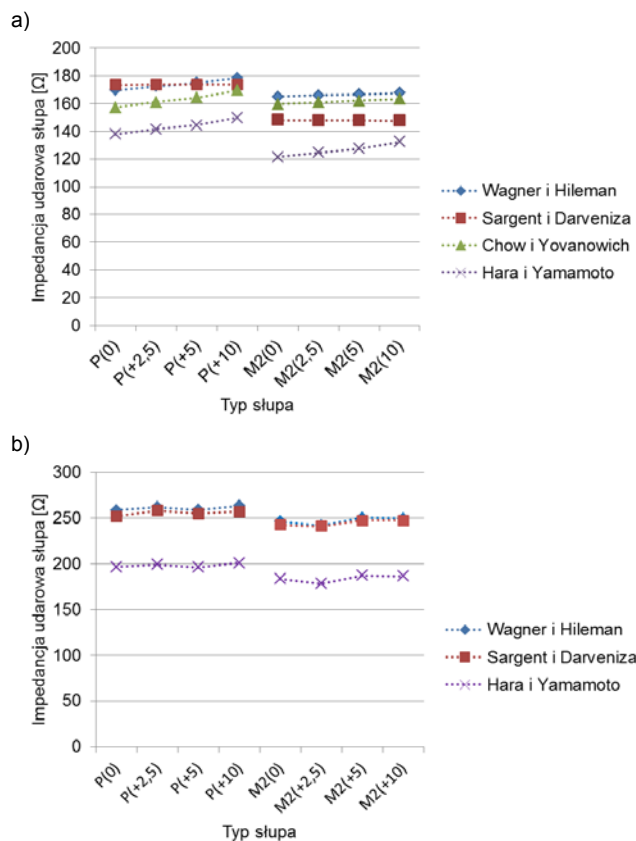 a)
Impedancja udarowa słupa [Ω]
200
180
160
140
120
100
80
60
40
20
0
P(0)
P(+2,5)
P(+5)
P(+10)
M2(0)
M2(2,5)
M2(5)
M2(10)
Typ słupa
Wagner i Hileman
Sargent i Darveniza
Chow i Yovanowich
Hara i Yamamoto
b)
Impedancja udarowa słupa [Ω]
300
250
200
150
100
50
0
P(0)
P(+2,5)
P(+5)
P(+10)
M2(0)
M2(+2,5)
M2(+5)
M2(+10)
Typ słupa
Wagner i Hileman
Sargent i Darveniza
Hara i Yamamoto